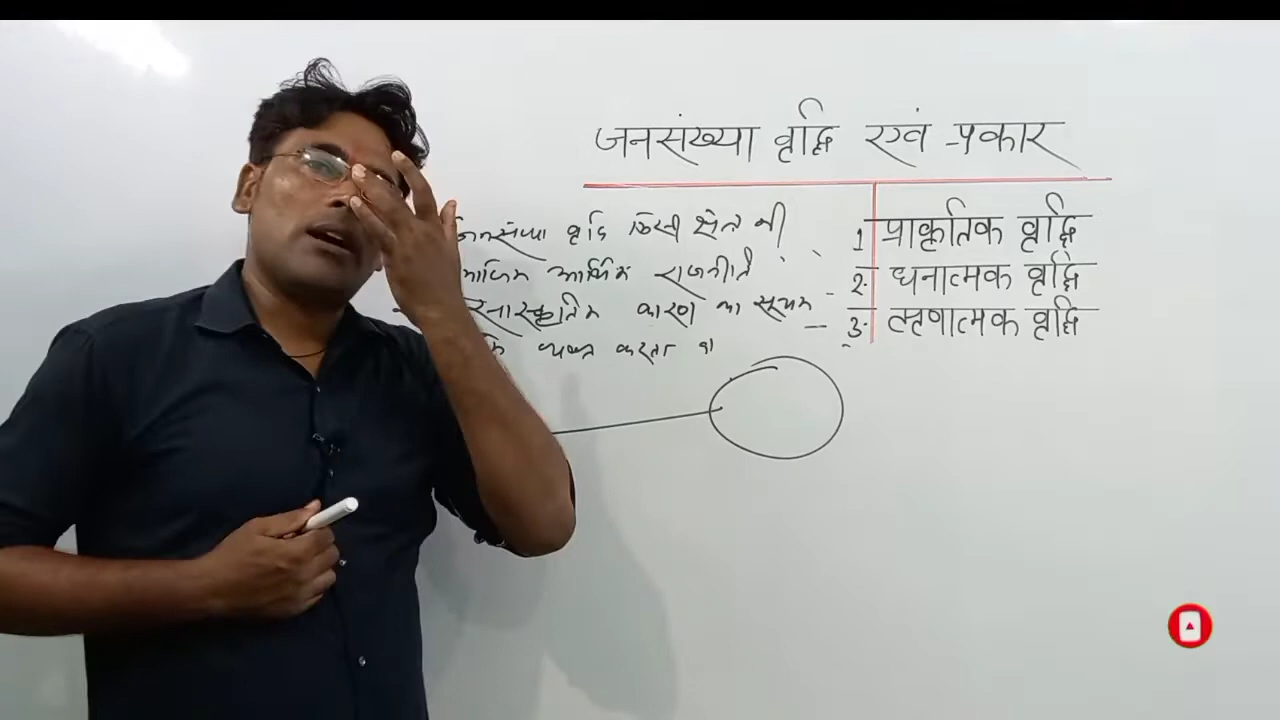 जनसंख्या वृद्धि एवं प्रकार
जनसंख्या वृद्धि किसी क्षेत्र की
आर्थिक राजनीति
सांस्कृतिक कारण का सूचक
व्यक्त करता
1 प्राकृतिक वृद्धि
2. धनात्मक वृद्धि
3. ऋणात्मक वृद्धि